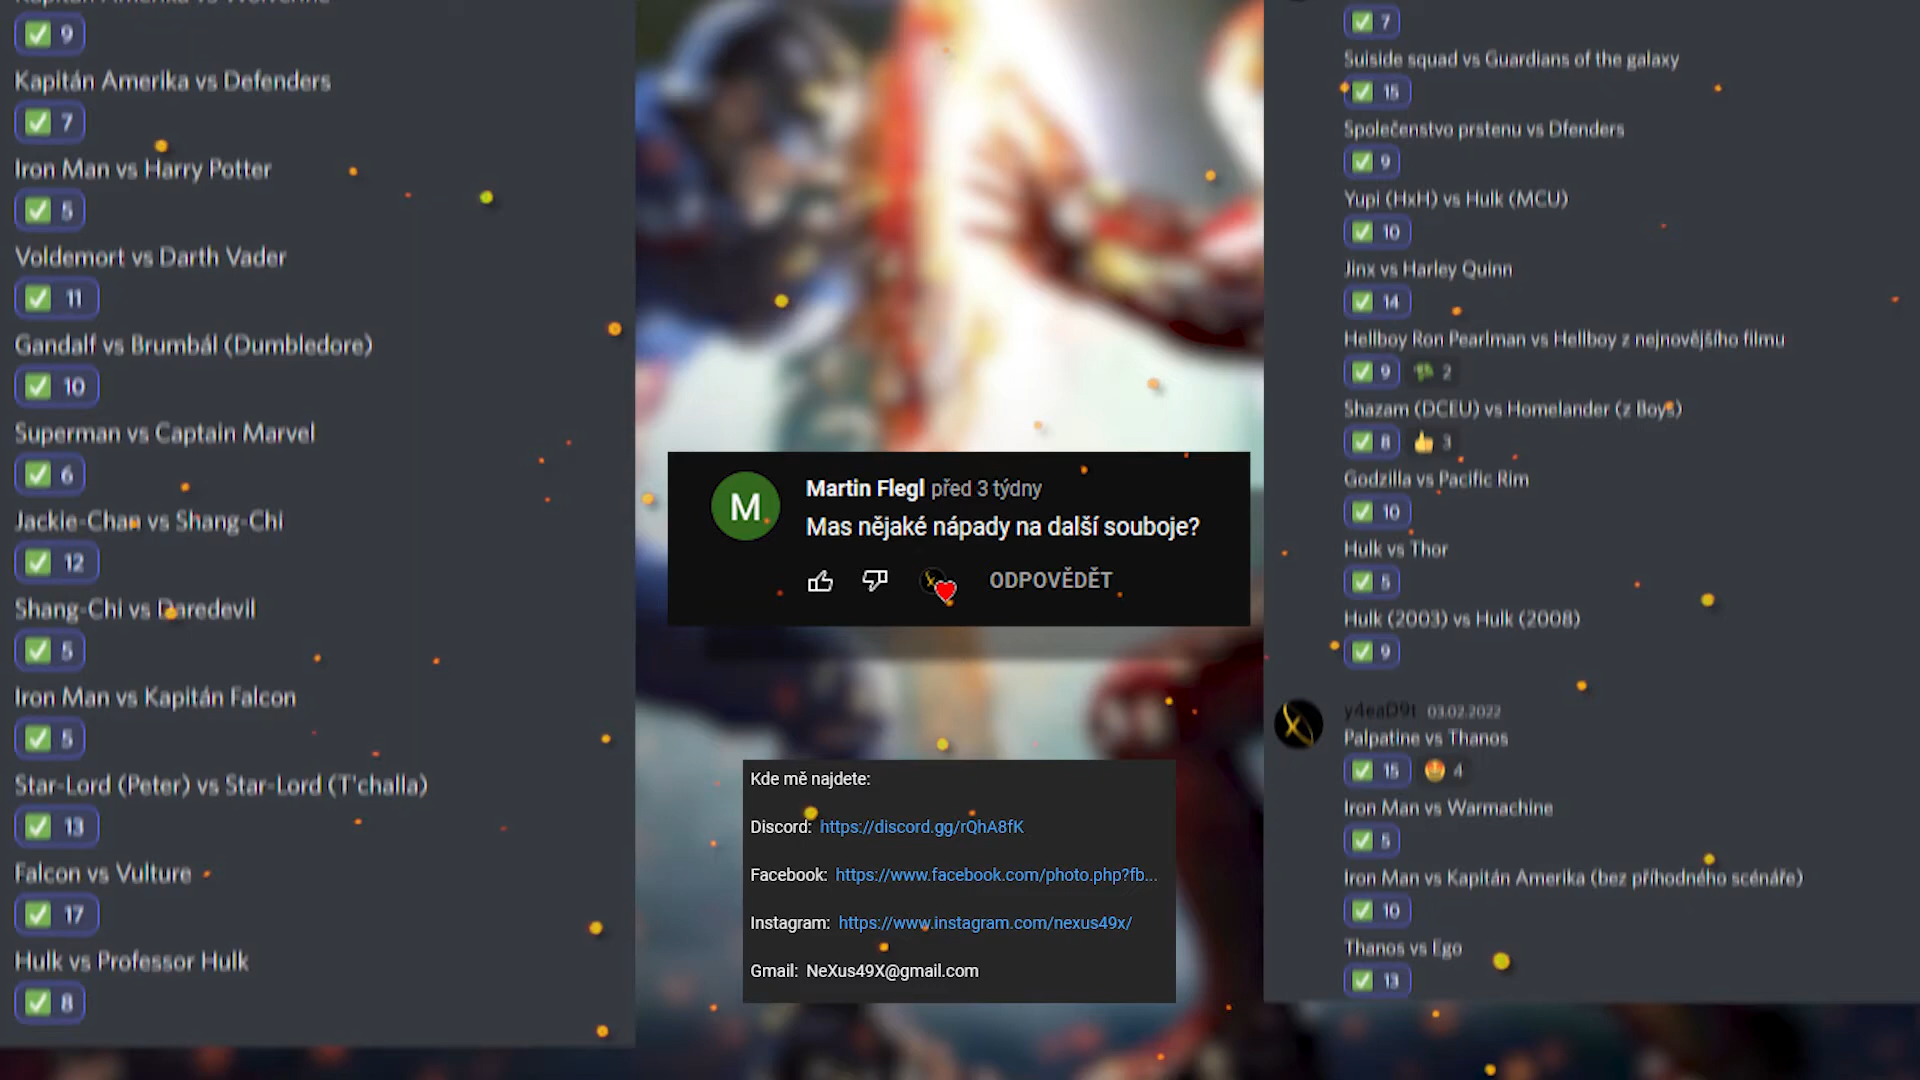 Kapitán Amerika vs Wolverine
9
Kapitán Amerika vs Defenders
7
Iron Man vs Harry Potter
5
Voldemort vs Darth Vader
11
Gandalf vs Brumbál (Dumbledore)
10
Superman vs Captain Marvel
6
Jackie-Chan vs Shang-Chi
12
Shang-Chi vs Daredevil
5
Iron Man vs Kapitán Falcon
5
Star-Lord (Peter) vs Star-Lord (T'challa)
13
Falcon vs Vulture
17
Hulk vs Professor Hulk
8
M
Martin Flegl před 3 týdny
Mas nějaké nápady na další souboje?
ODPOVĚDĚT
Kde mě najdete:
Discord: https://discord.gg/rQhA8fK
Facebook: https://www.facebook.com/photo.php?fb...
Instagram: https://www.instagram.com/nexus49x/
Gmail: NeXus49X@gmail.com
7
Suiside squad vs Guardians of the galaxy
15
Společenstvo prstenu vs Dfenders
9
Yupi (HxH) vs Hulk (MCU)
10
Jinx vs Harley Quinn
14
Hellboy Ron Pearlman vs Hellboy z nejnovějšího filmu
9 2
Shazam (DCEU) vs Homelander (z Boys)
8 3
Godzilla vs Pacific Rim
10
Hulk vs Thor
5
Hulk (2003) vs Hulk (2008)
9
y4eaD9t 03.02.2022
Palpatine vs Thanos
15 4
Iron Man vs Warmachine
5
Iron Man vs Kapitán Amerika (bez příhodného scénáře)
10
Thanos vs Ego
13